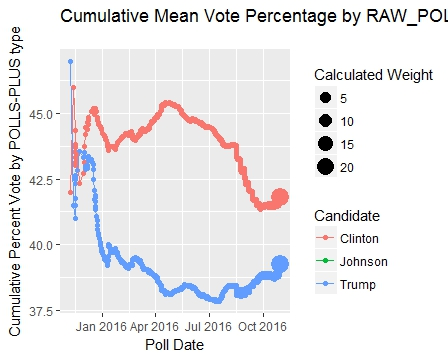 Cumulative Mean Vote Percentage by RAW_POL
Cumulative Percent Vote by POLLS-PLUS type
45.0
42.5
40.0
37.5
Jan 2016 Apr 2016 Jul 2016 Oct 2016
Poll Date
Calculated Weight
5
10
15
20
Candidate
Clinton
Johnson
Trump